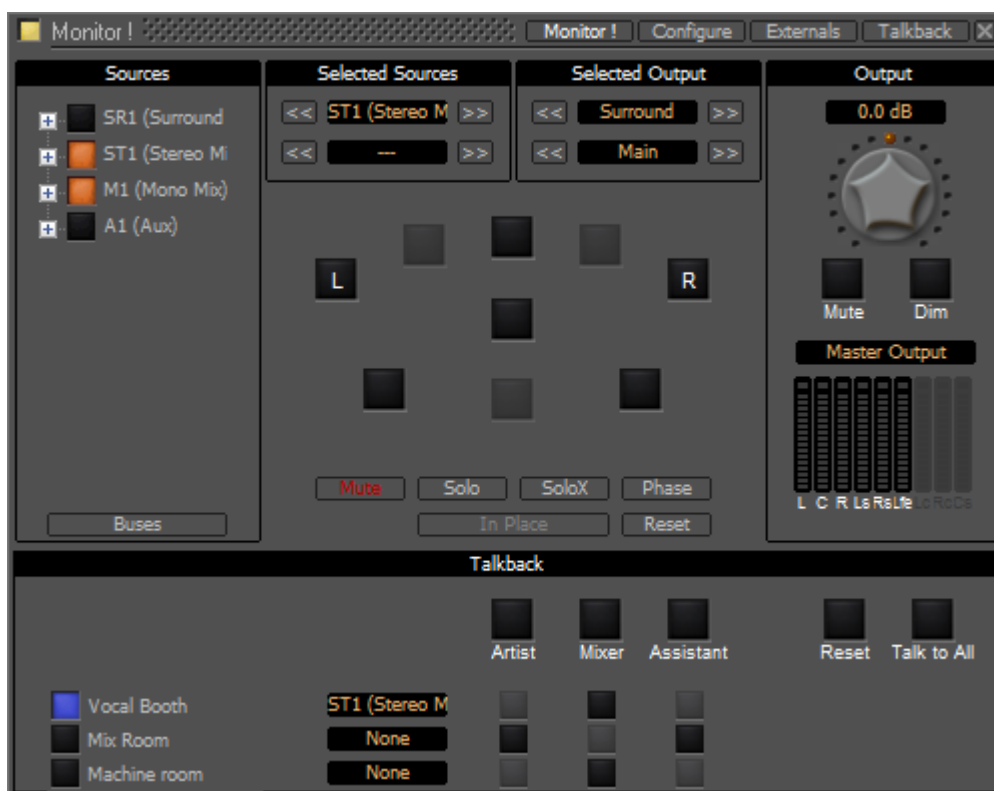 Monitor ! Monitor ! Configure Externals Talkback
Sources
SR1 (Surround
ST1 (Stereo Mi
M1 (Mono Mix)
A1 (Aux)
Buses
Selected Sources
<< ST1 (Stereo M >>
<< --- >>
Selected Output
<< Surround >>
<< Main >>
L R
Mute Solo SoloX Phase
In Place Reset
Output
0.0 dB
Mute Dim
Master Output
L C R Ls Rs Lfe Lc Rc Cs
Talkback
Artist Mixer Assistant Reset Talk to All
Vocal Booth ST1 (Stereo M
Mix Room None
Machine room None